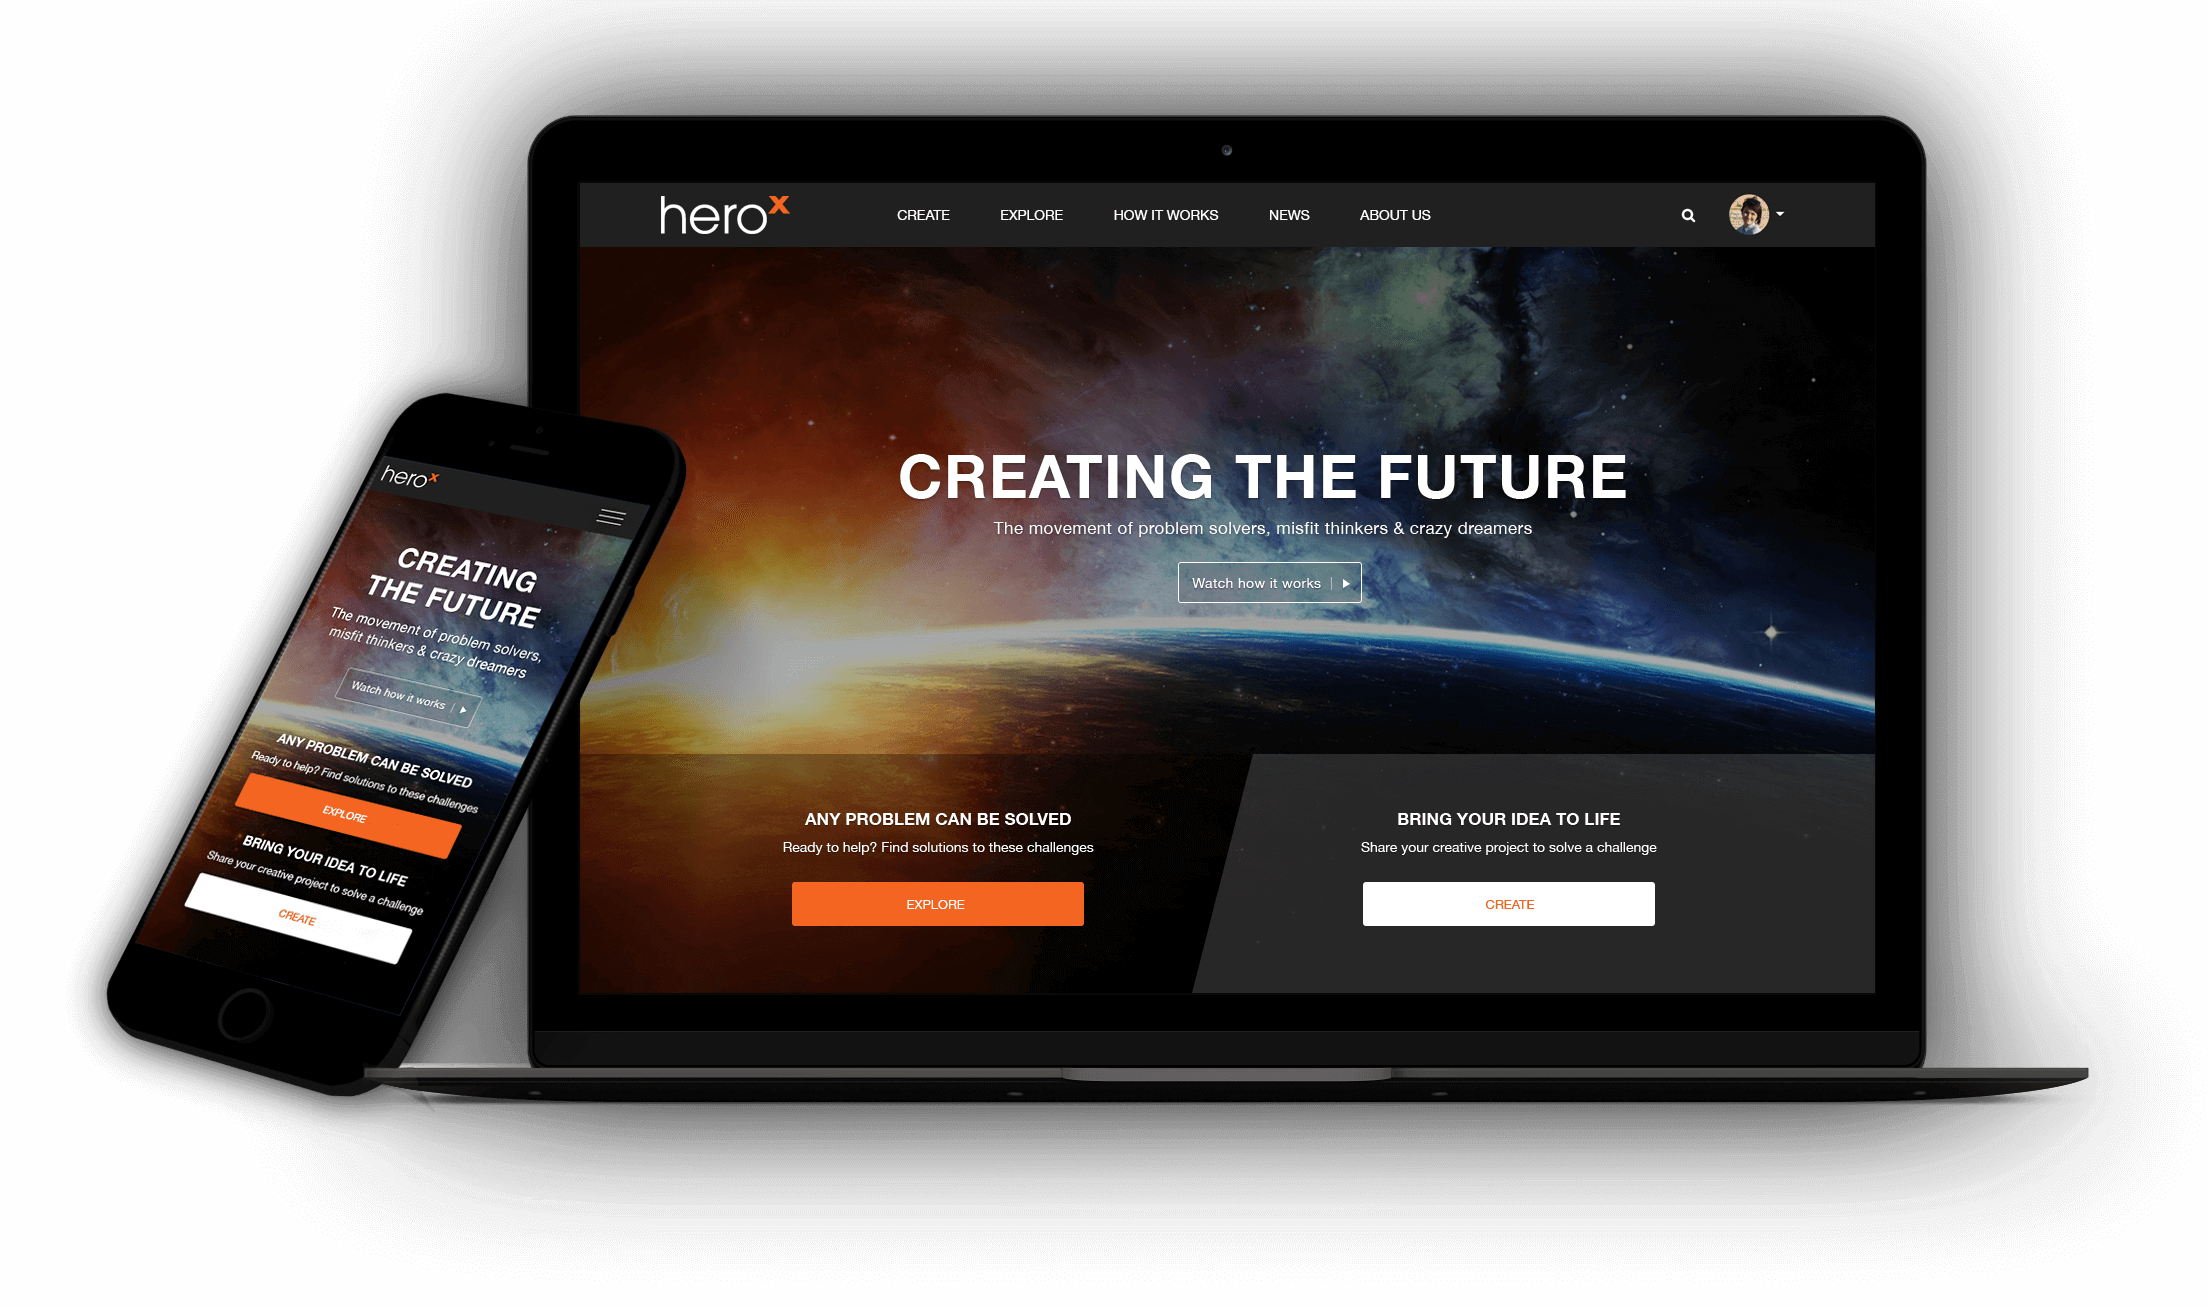 herox
CREATE EXPLORE HOW IT WORKS NEWS ABOUT US
CREATING THE FUTURE
The movement of problem solvers, misfit thinkers & crazy dreamers
Watch how it works
ANY PROBLEM CAN BE SOLVED
Ready to help? Find solutions to these challenges
EXPLORE
BRING YOUR IDEA TO LIFE
Share your creative project to solve a challenge
CREATE
herox
CREATING
THE FUTURE
The movement of problem solvers,
misfit thinkers & crazy dreamers
Watch how it works
ANY PROBLEM CAN BE SOLVED
Ready to help? Find solutions to these challenges
EXPLORE
BRING YOUR IDEA TO LIFE
Share your creative project to solve a challenge
CREATE